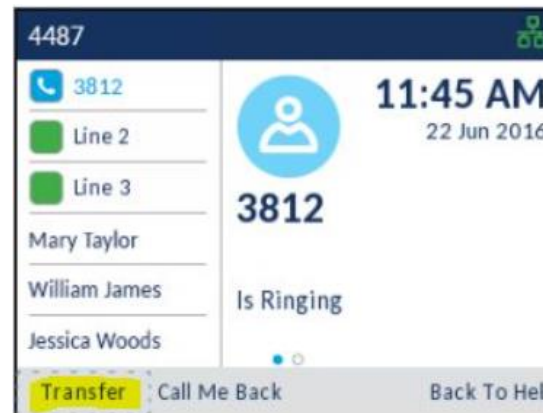 4487
3812
Line 2
Line 3
Mary Taylor
William James
Jessica Woods
11:45 AM
22 Jun 2016
3812
Is Ringing
Transfer Call Me Back Back To Hel